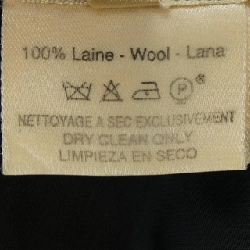 100% Laine - Wool - Lana
P ®
NETTOYAGE A SEC EXCLUSIVEMENT
DRY CLEAN ONLY
LIMPIEZA EN SECO